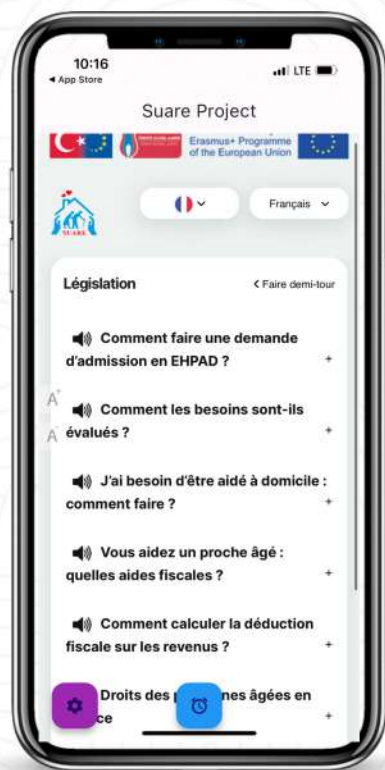 10:16
◀ App Store
LTE
Suare Project
Erasmus+ Programme
of the European Union
SUARE
Français
Législation
< Faire demi-tour
Comment faire une demande
d'admission en EHPAD ? +
A+
Comment les besoins sont-ils
A-
évalués ? +
J'ai besoin d'être aidé à domicile :
comment faire ? +
Vous aidez un proche âgé :
quelles aides fiscales ? +
Comment calculer la déduction
fiscale sur les revenus ? +
Droits des p nes âgées en
ce +